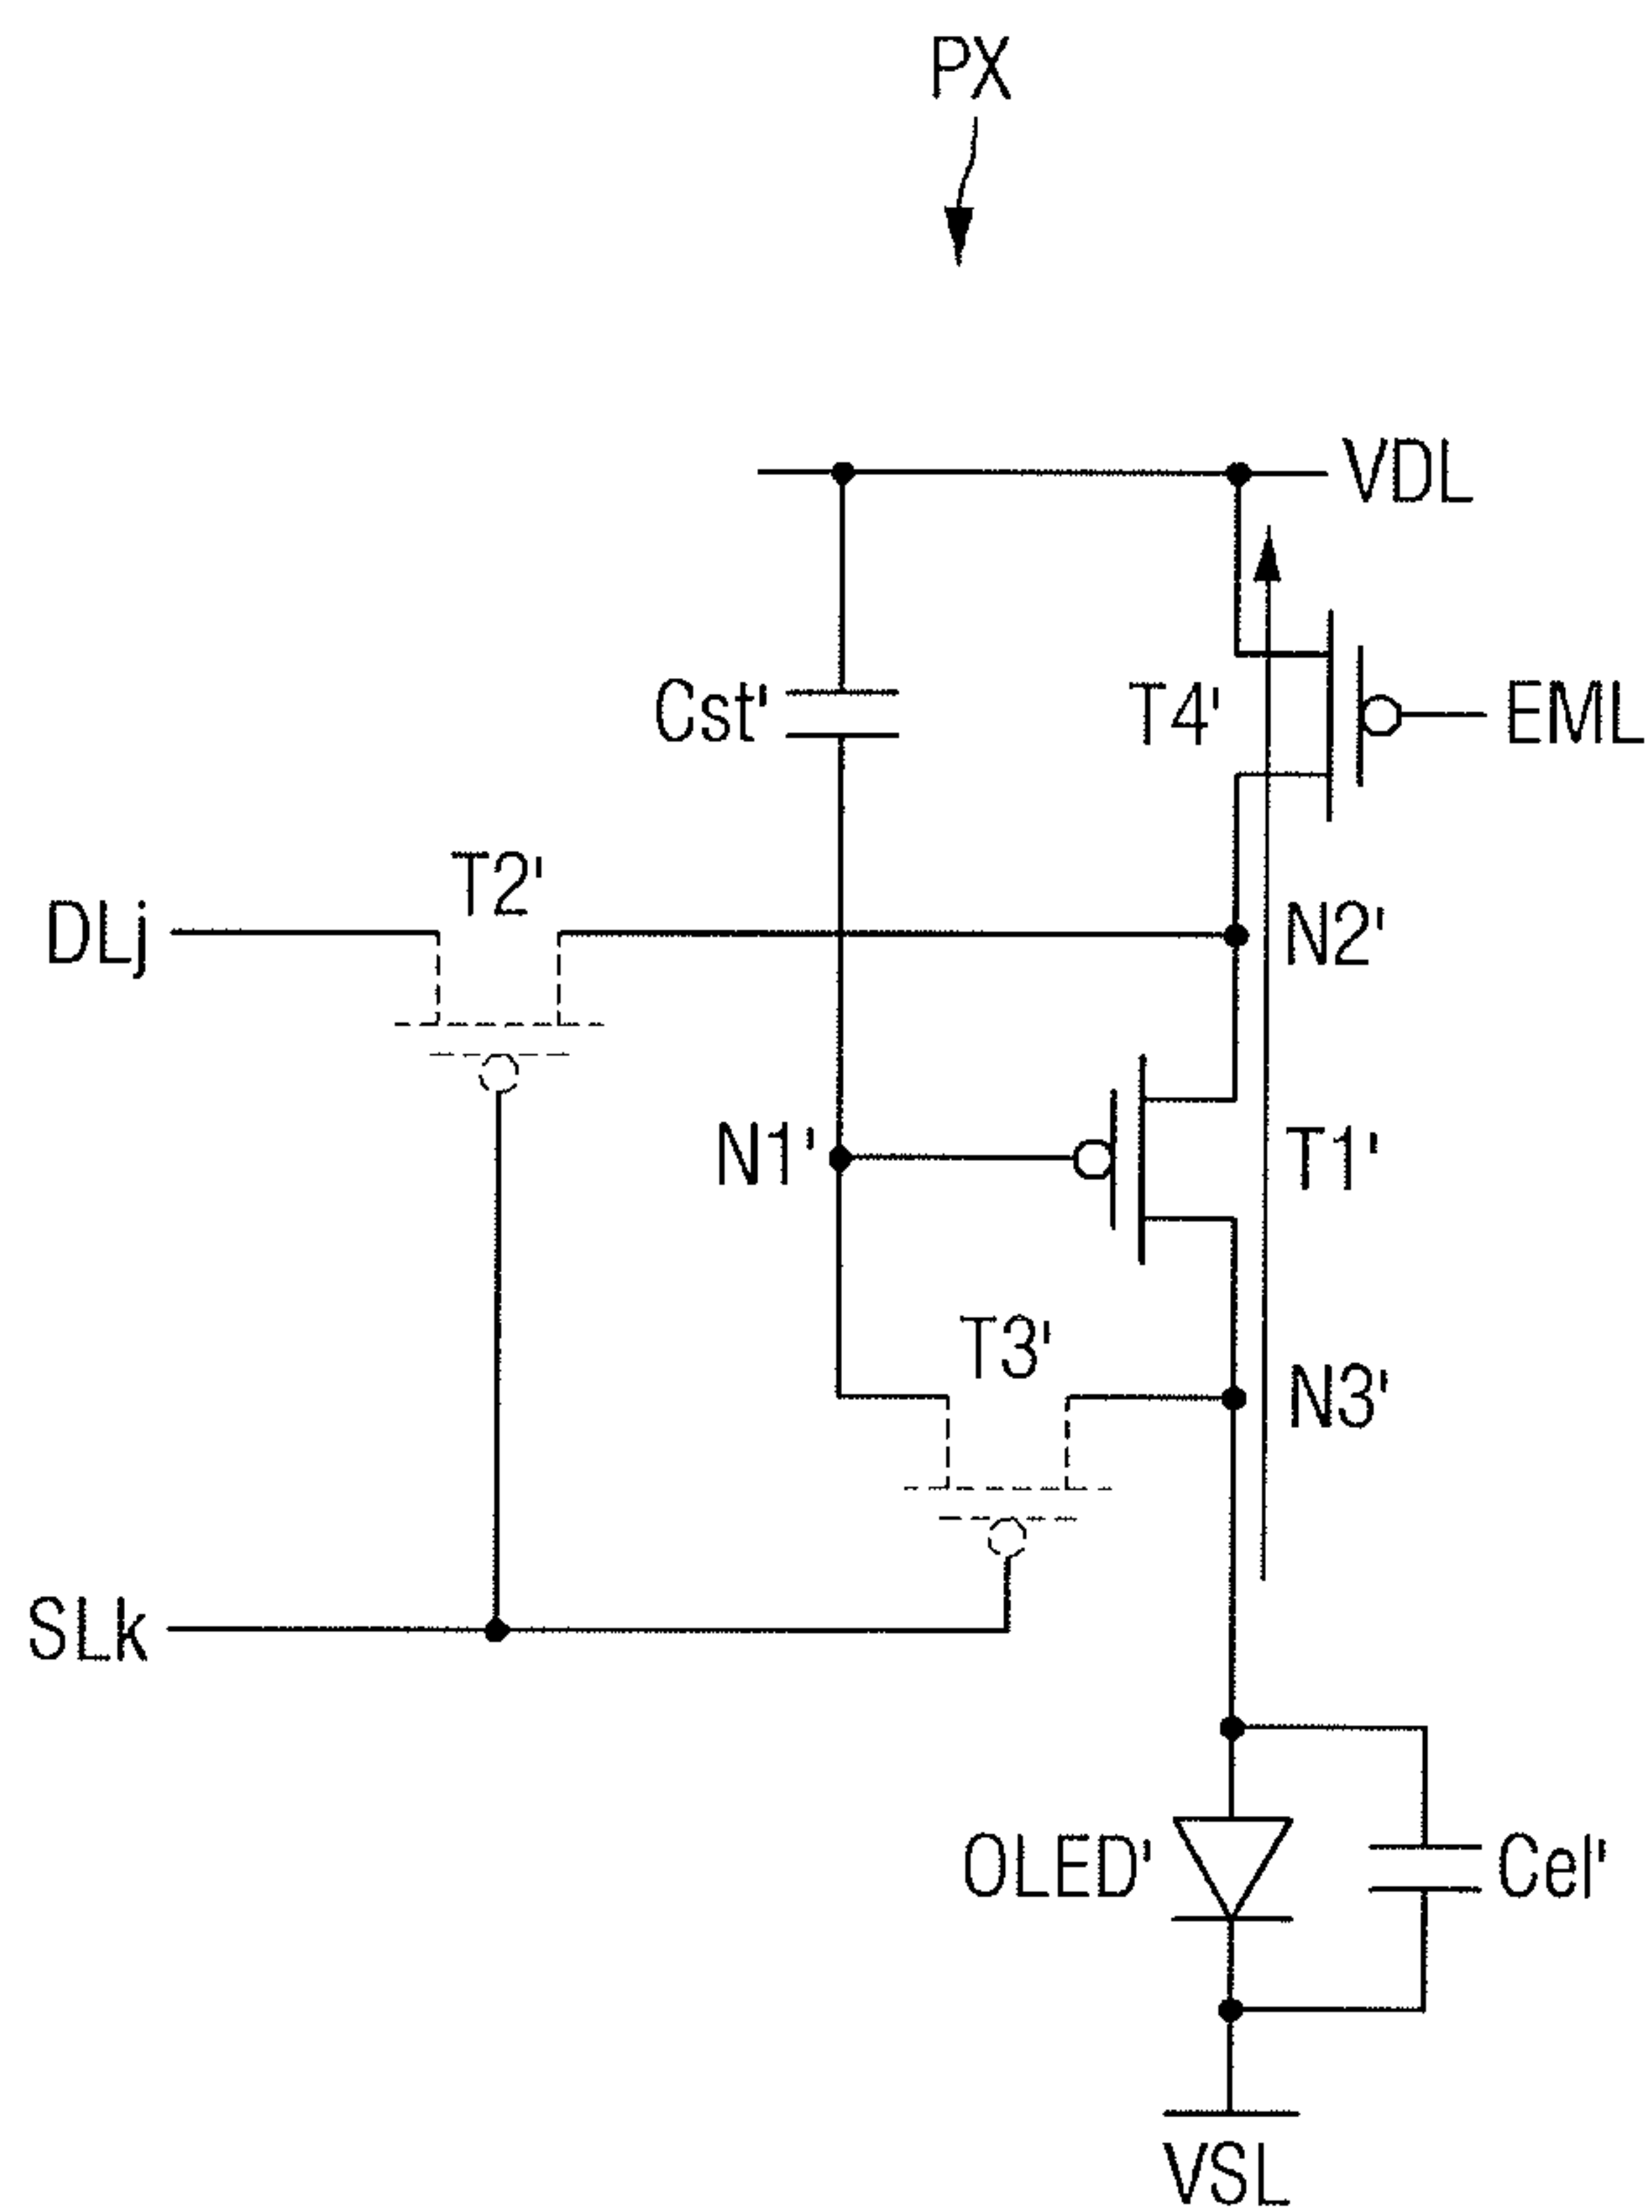 PX
VDL
Cst'
T4'
EML
T2'
DLj
N2'
N1'
T1'
T3'
N3'
SLk
OLED'
Cel'
VSL